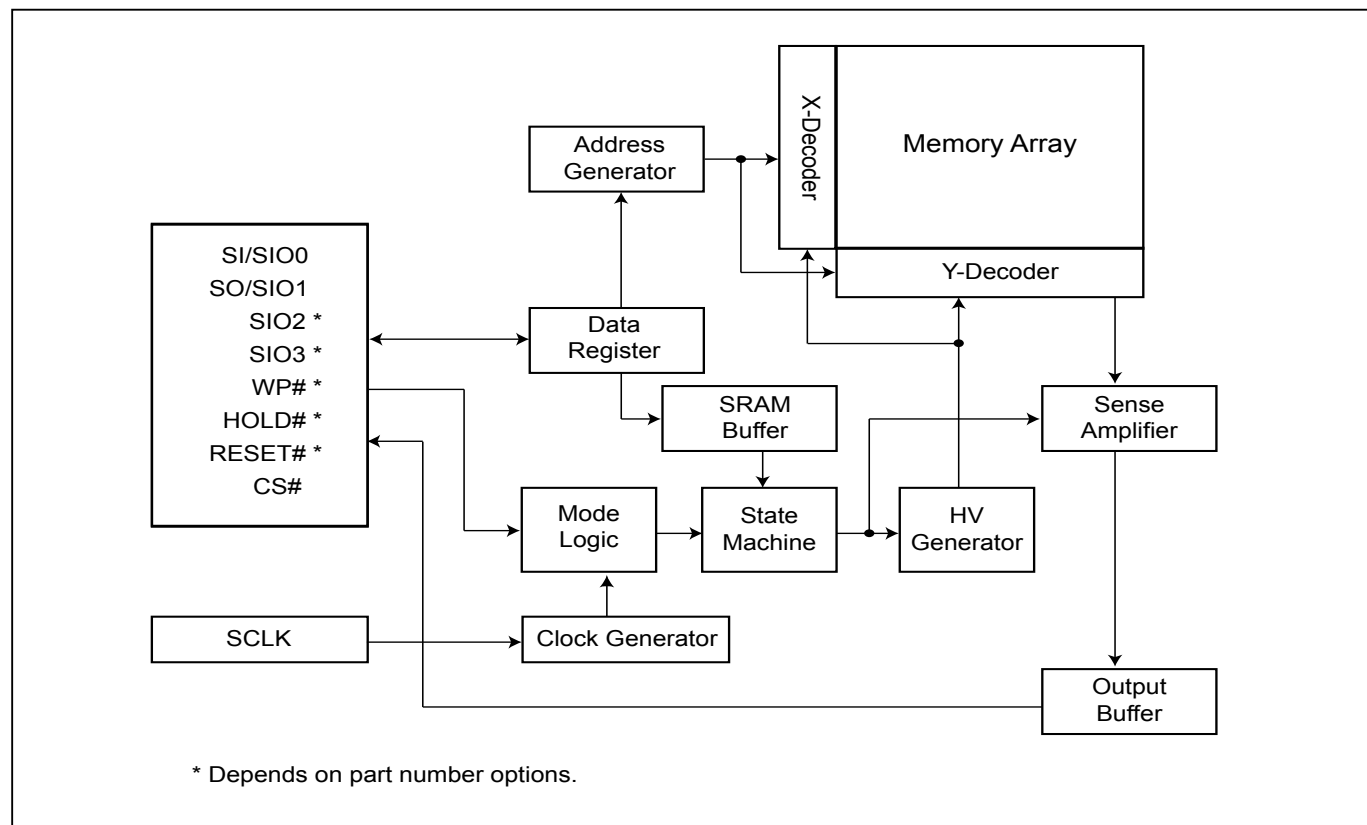 X-Decoder
Memory Array
Address
Generator
Y-Decoder
SI/SIO0
SO/SIO1
SIO2 *
SIO3 *
WP# *
HOLD# *
RESET# *
CS#
Data
Register
SRAM
Buffer
Sense
Amplifier
Mode
Logic
State
Machine
HV
Generator
SCLK
Clock Generator
Output
Buffer
* Depends on part number options.